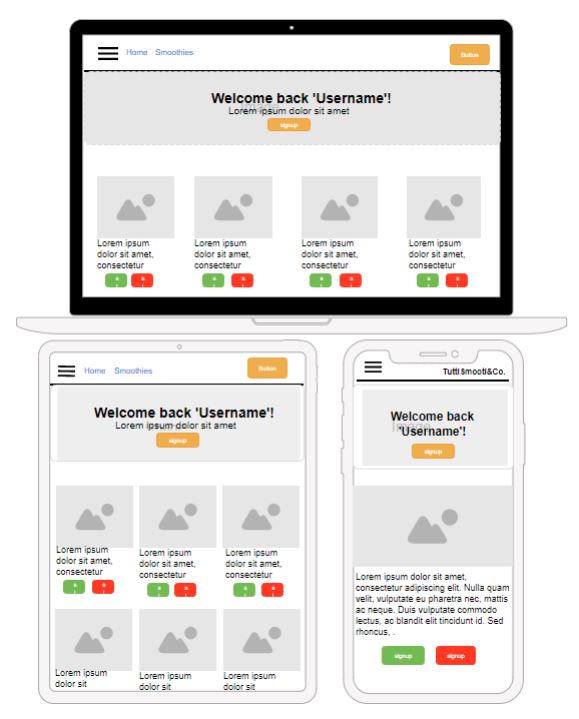 Home Smoothies
Button
Welcome back 'Username'!
Lorem ipsum dolor sit amet
signup
Lorem ipsum
dolor sit amet,
consectetur
Lorem ipsum
dolor sit amet,
consectetur
Lorem ipsum
dolor sit amet,
consectetur
Lorem ipsum
dolor sit amet,
consectetur
Home Smoothies
Button
Welcome back 'Username'!
Lorem ipsum dolor sit amet
signup
Lorem ipsum
dolor sit amet,
consectetur
Lorem ipsum
dolor sit amet,
consectetur
Lorem ipsum
dolor sit amet,
consectetur
Lorem ipsum
dolor sit
Lorem ipsum
dolor sit
Lorem ipsum
dolor sit
Tutti Smooti&Co.
Image
Welcome back
'Username'!
signup
Lorem ipsum dolor sit amet,
consectetur adipiscing elit. Nulla quam
velit, vulputate eu pharetra nec, mattis
ac neque. Duis vulputate commodo
lectus, ac blandit elit tincidunt id. Sed
rhoncus, .
signup signup